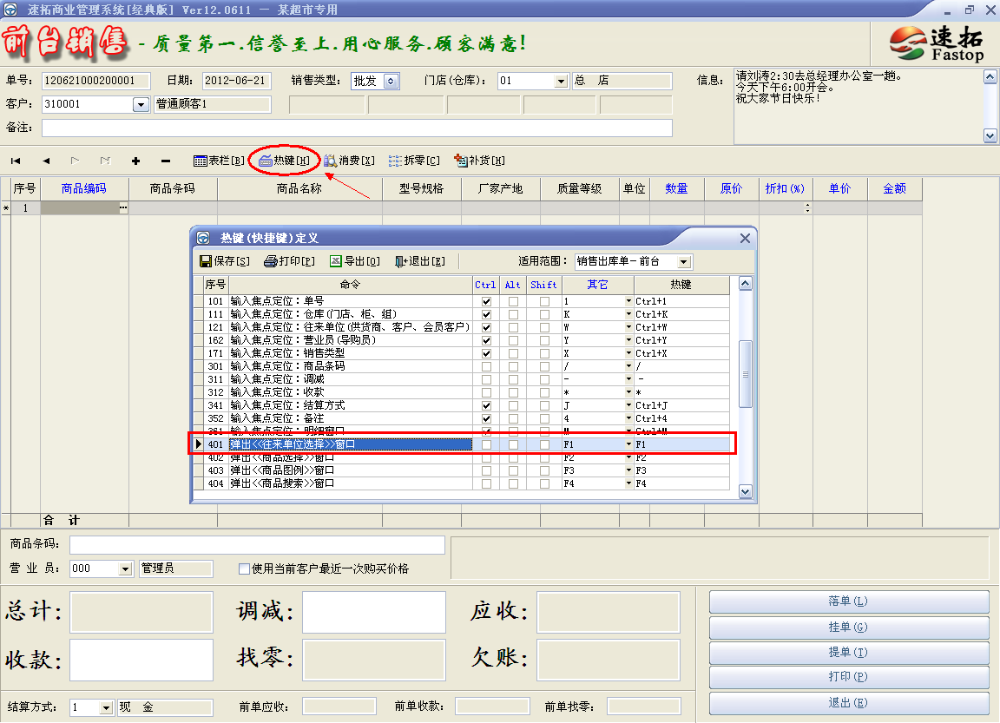 速拓商业管理系统[经典版] Ver12.0611 — 某超市专用
前台销售 - 质量第一.信誉至上.用心服务.顾客满意!
速拓 Fastop
单号: 120621000200001 日期: 2012-06-21 销售类型: 批发 门店(仓库): 01 总 店 信息:
请刘涛2:30去总经理办公室一趟。
今天下午6:00开会。
祝大家节日快乐!
客户: 310001 普通顾客1
备注:
表栏[B] 热键[H] 消费[X] 拆零[C] 补货[H]
序号 商品编码 商品条码 商品名称 型号规格 厂家产地 质量等级 单位 数量 原价 折扣(%) 单价 金额
* 1
热键(快捷键)定义
保存[S] 打印[P] 导出[O] 退出[E] 适用范围: 销售出库单-前台
序号 命令 Ctrl Alt Shift 其它 热键
101 输入焦点定位:单号 1 Ctrl+1
111 输入焦点定位:仓库(门店、柜、组) K Ctrl+K
121 输入焦点定位:往来单位(供货商、客户、会员客户) W Ctrl+W
162 输入焦点定位:营业员(导购员) Y Ctrl+Y
171 输入焦点定位:销售类型 X Ctrl+X
301 输入焦点定位:商品条码 / /
311 输入焦点定位:调减 - -
312 输入焦点定位:收款 * *
341 输入焦点定位:结算方式 J Ctrl+J
352 输入焦点定位:备注 4 Ctrl+4
361 输入焦点定位:明细窗口 M Ctrl+M
401 弹出<<往来单位选择>>窗口 F1 F1
402 弹出<<商品选择>>窗口 F2 F2
403 弹出<<商品图例>>窗口 F3 F3
404 弹出<<商品搜索>>窗口 F4 F4
合 计
商品条码:
营 业 员: 000 管理员 使用当前客户最近一次购买价格
总计: 调减: 应收:
收款: 找零: 欠账:
落单(L)
挂单(G)
提单(T)
打印(P)
退出(E)
结算方式: 1 现 金 前单应收: 前单收款: 前单找零: